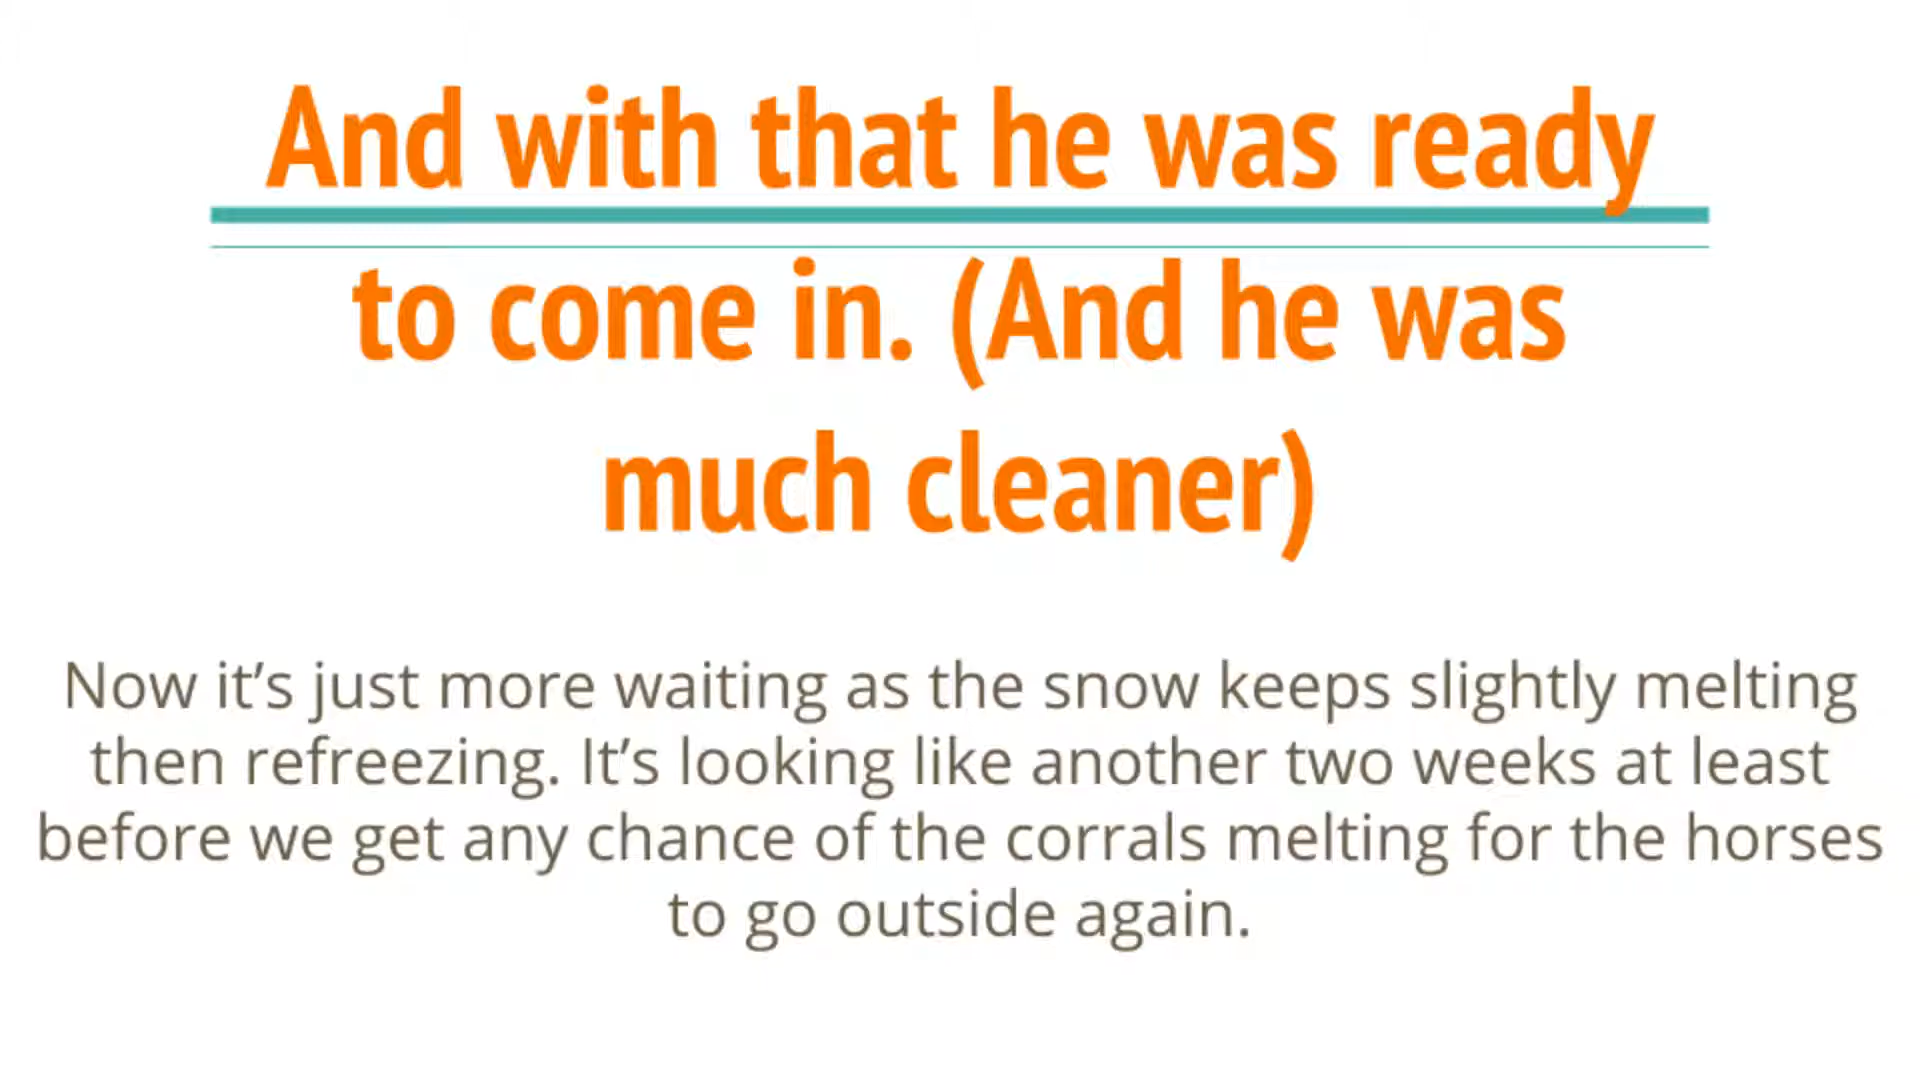 And with that he was ready
to come in. (And he was
much cleaner)
Now it’s just more waiting as the snow keeps slightly melting
then refreezing. It’s looking like another two weeks at least
before we get any chance of the corrals melting for the horses
to go outside again.